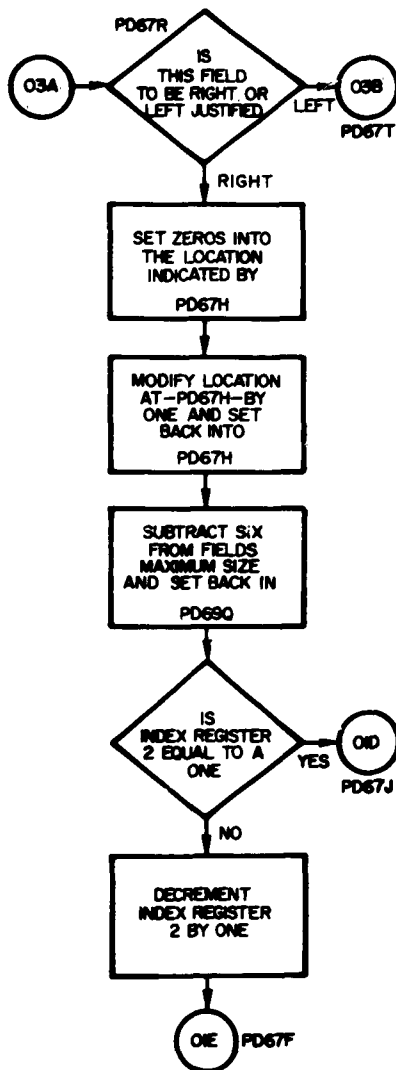 PD67R
03A
IS
THIS FIELD
TO BE RIGHT OR
LEFT JUSTIFIED
LEFT
03B
PD67T
RIGHT
SET ZEROS INTO
THE LOCATION
INDICATED BY
PD67H
MODIFY LOCATION
AT-PD67H-BY
ONE AND SET
BACK INTO
PD67H
SUBTRACT SIX
FROM FIELDS
MAXIMUM SIZE
AND SET BACK IN
PD69Q
IS
INDEX REGISTER
2 EQUAL TO A
ONE
YES
01D
PD67J
NO
DECREMENT
INDEX REGISTER
2 BY ONE
01E
PD67F